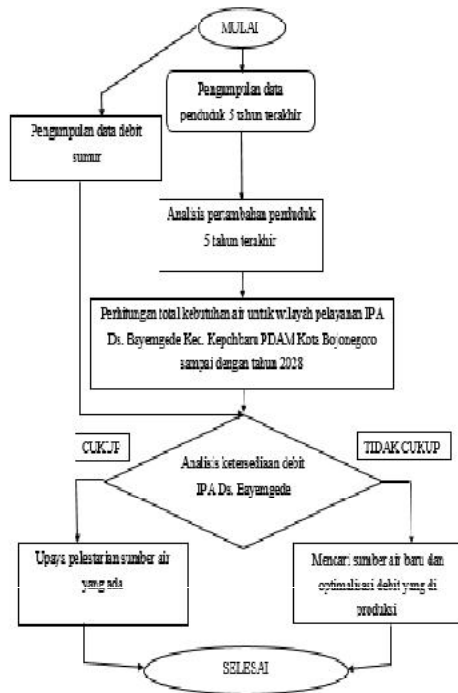 MULAI
Pengumpulan data
penduduk 5 tahun terakhir
Pengumpulan data debit
sumur
Analisis pertambahan penduduk
5 tahun terakhir
Perhitungan total kebutuhan air untuk wilayah pelayanan IPA
Ds. Bayemgede Kec. Kepohbaru PDAM Kota Bojonegoro
sampai dengan tahun 2028
CUKUP
TIDAK CUKUP
Analisis ketersediaan debit
IPA Ds. Bayemgede
Upaya pelestarian sumber air
yang ada
Mencari sumber air baru dan
optimalisasi debit yang di
produksi
SELESAI